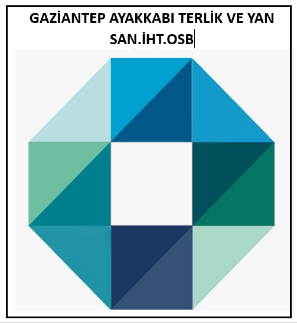 GAZİANTEP AYAKKABI TERLİK VE YAN
SAN.İHT.OSB